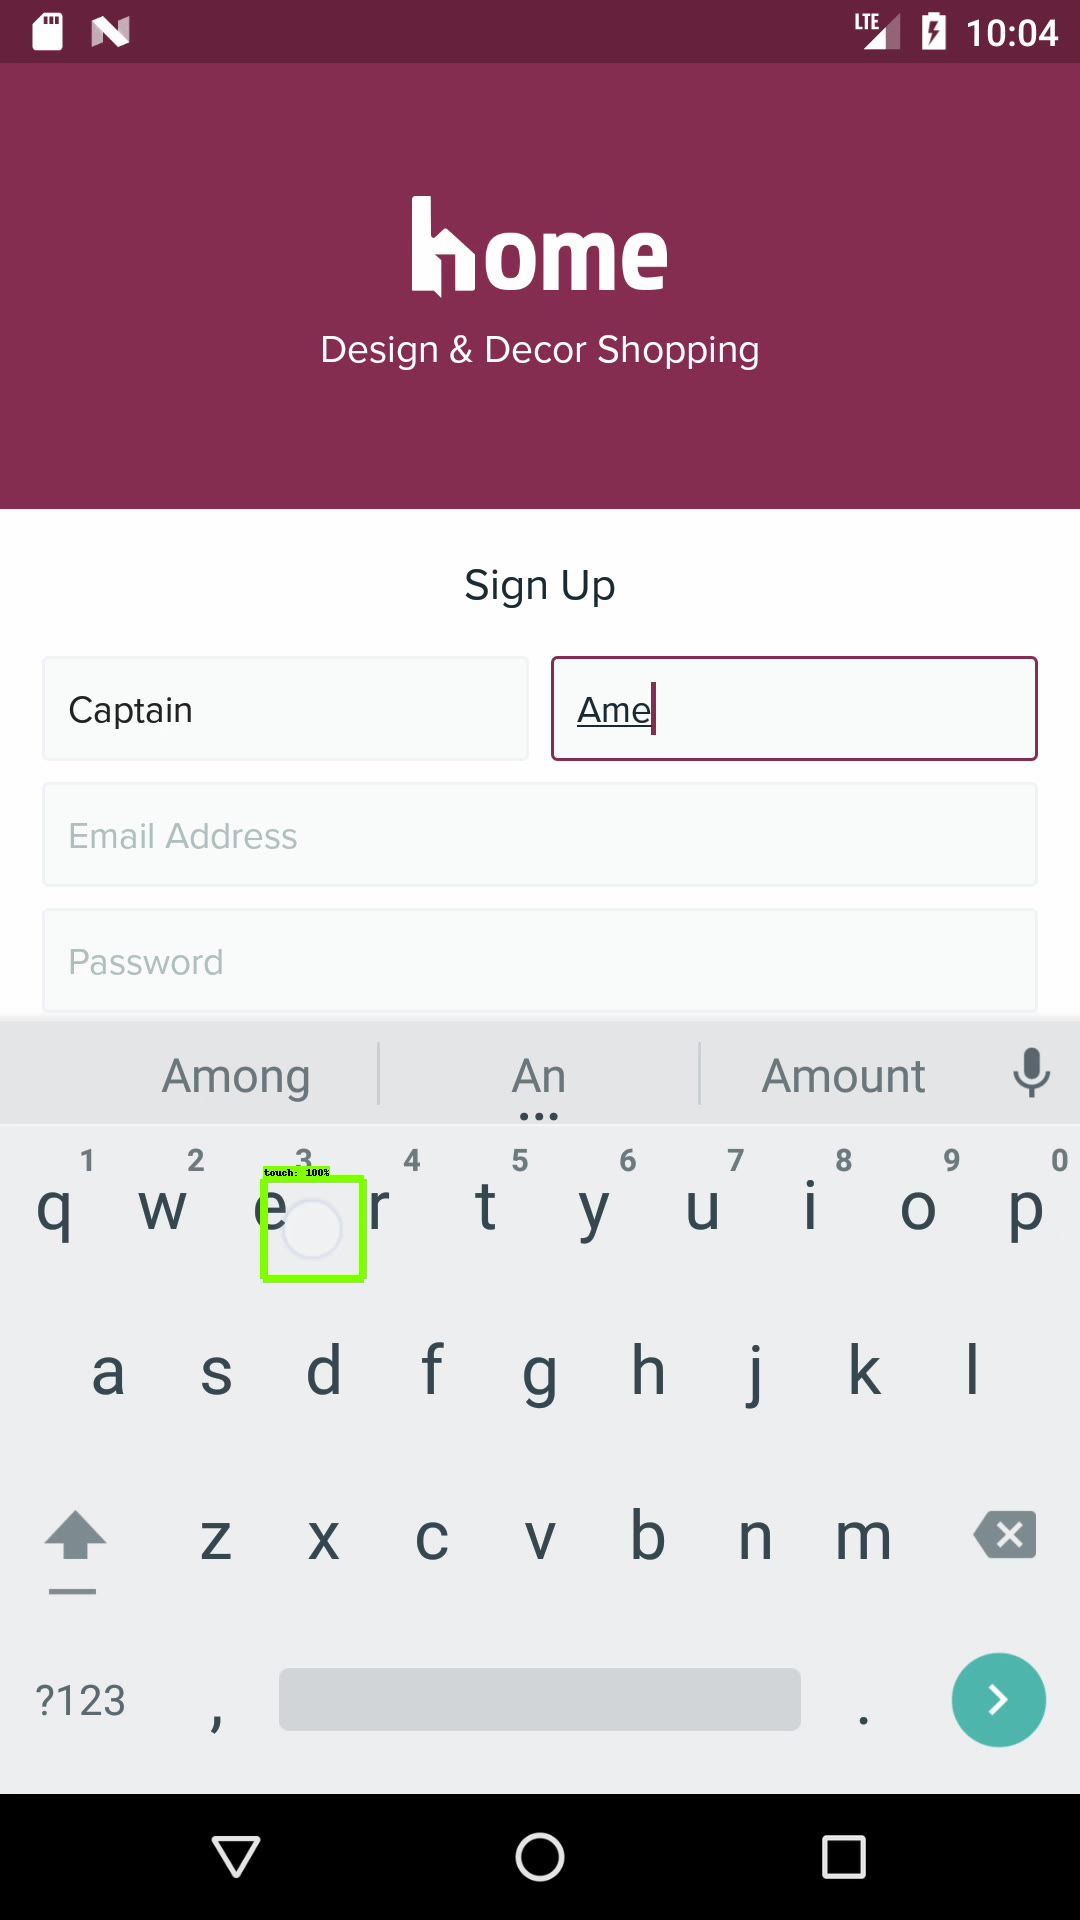 LTE 10:04
home
Design & Decor Shopping
Sign Up
Captain Ame
Email Address
Password
Among An Amount
1 2 3 4 5 6 7 8 9 0
touch: 100%
q w e r t y u i o p
a s d f g h j k l
z x c v b n m
?123 , .